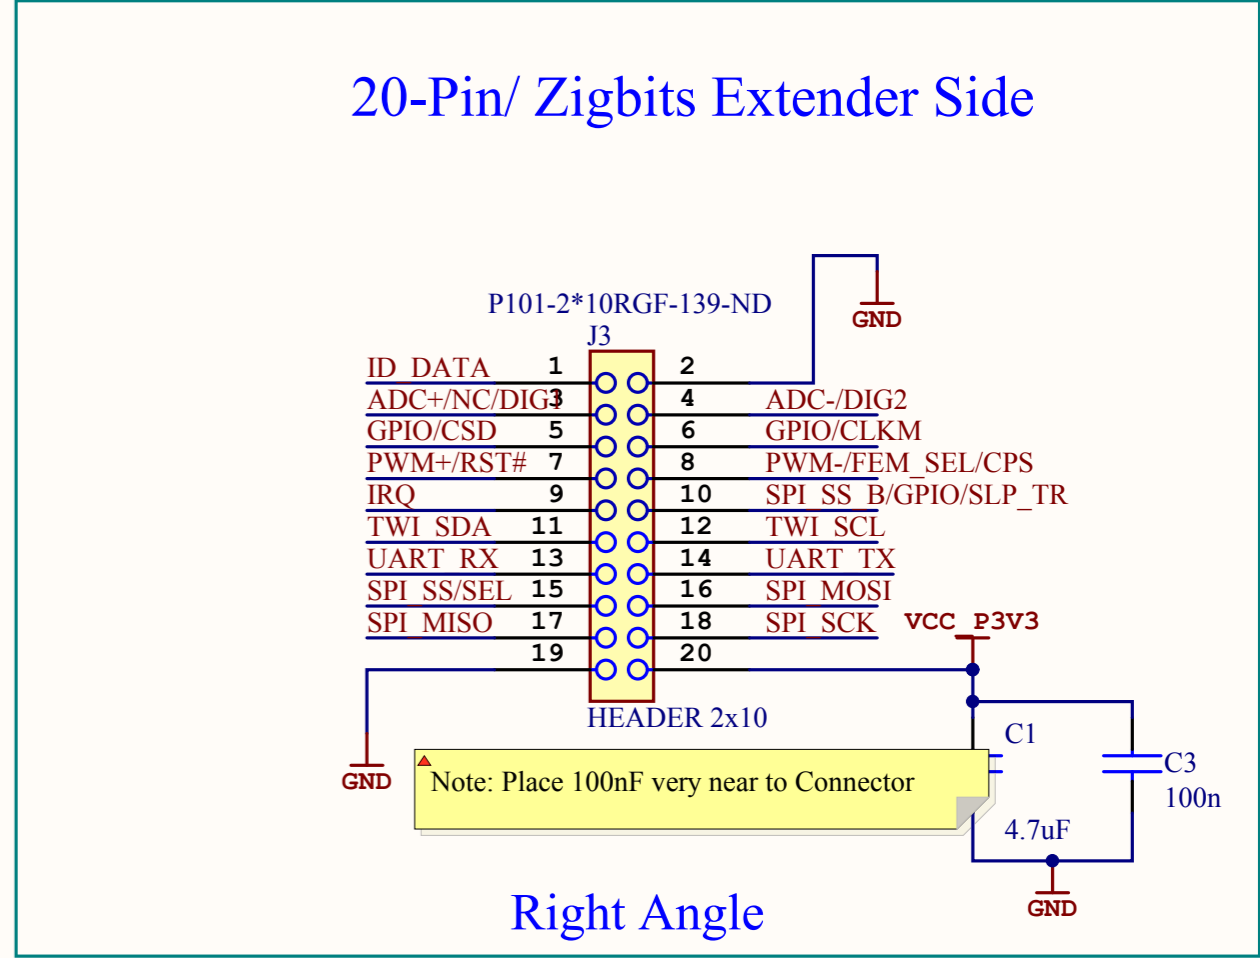 20-Pin/ Zigbits Extender Side
P101-2*10RGF-139-ND
J3
GND
ID_DATA 1 2
ADC+/NC/DIG1 3 4 ADC-/DIG2
GPIO/CSD 5 6 GPIO/CLKM
PWM+/RST# 7 8 PWM-/FEM_SEL/CPS
IRQ 9 10 SPI_SS_B/GPIO/SLP_TR
TWI_SDA 11 12 TWI_SCL
UART_RX 13 14 UART_TX
SPI_SS/SEL 15 16 SPI_MOSI
SPI_MISO 17 18 SPI_SCK
VCC_P3V3
19 20
HEADER 2x10
GND
Note: Place 100nF very near to Connector
C1
4.7uF
C3
100n
GND
Right Angle